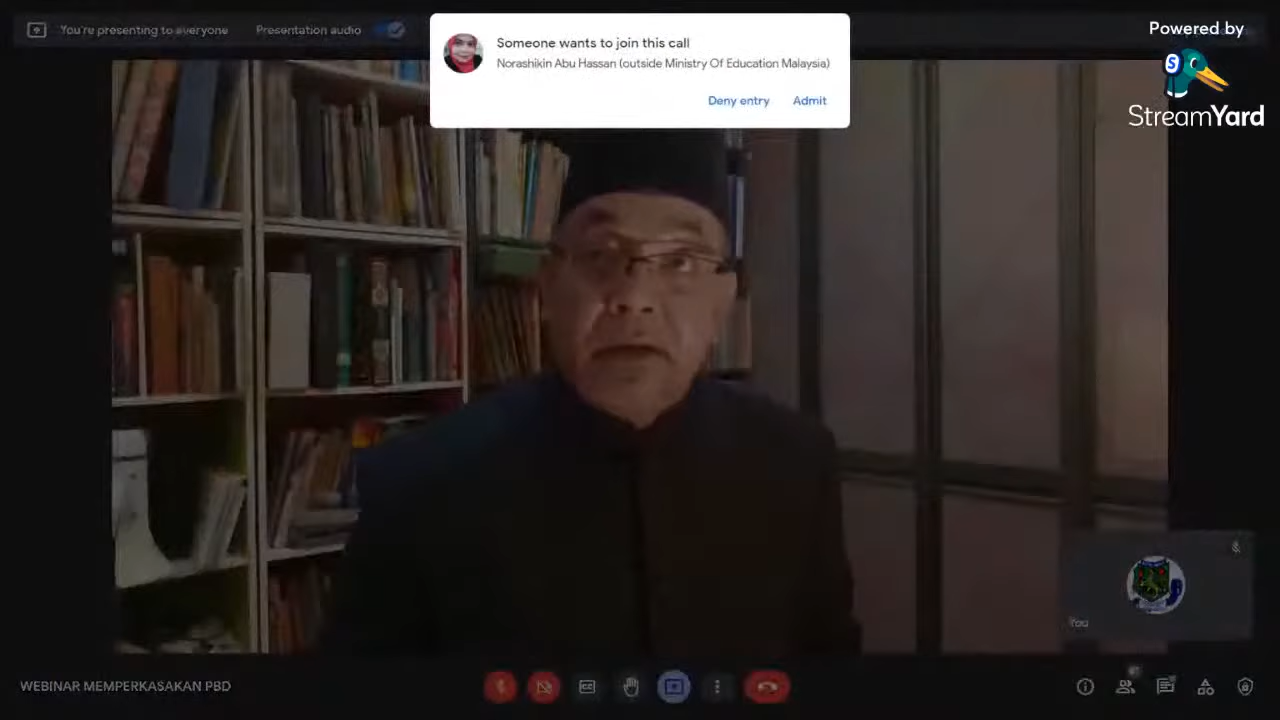 You're presenting to everyone
Presentation audio
Someone wants to join this call
Norashikin Abu Hassan (outside Ministry Of Education Malaysia)
Deny entry
Admit
Powered by
StreamYard
You
WEBINAR MEMPERKASAKAN PBD